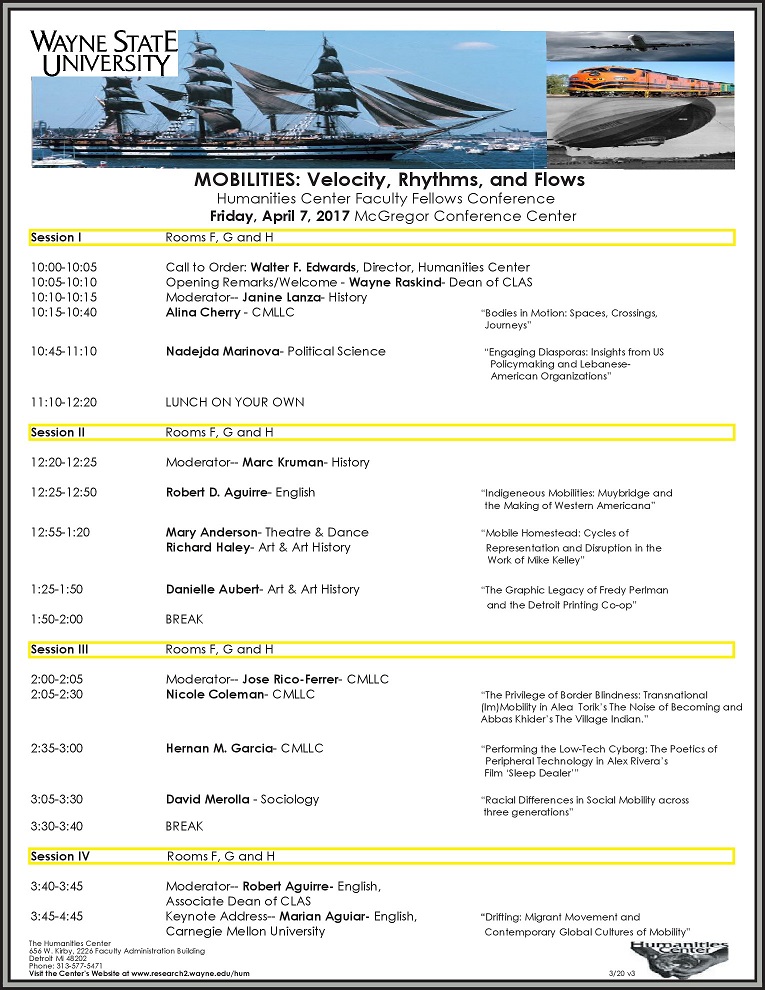 WAYNE STATE
UNIVERSITY
MOBILITIES: Velocity, Rhythms, and Flows
Humanities Center Faculty Fellows Conference
Friday, April 7, 2017 McGregor Conference Center
Session I Rooms F, G and H
10:00-10:05 Call to Order: Walter F. Edwards, Director, Humanities Center
10:05-10:10 Opening Remarks/Welcome - Wayne Raskind- Dean of CLAS
10:10-10:15 Moderator-- Janine Lanza- History
10:15-10:40 Alina Cherry - CMLLC "Bodies in Motion: Spaces, Crossings,
Journeys"
10:45-11:10 Nadejda Marinova- Political Science "Engaging Diasporas: Insights from US
Policymaking and Lebanese-
American Organizations"
11:10-12:20 LUNCH ON YOUR OWN
Session II Rooms F, G and H
12:20-12:25 Moderator-- Marc Kruman- History
12:25-12:50 Robert D. Aguirre- English "Indigeneous Mobilities: Muybridge and
the Making of Western Americana"
12:55-1:20 Mary Anderson- Theatre & Dance "Mobile Homestead: Cycles of
Richard Haley- Art & Art History Representation and Disruption in the
Work of Mike Kelley"
1:25-1:50 Danielle Aubert- Art & Art History "The Graphic Legacy of Fredy Perlman
and the Detroit Printing Co-op"
1:50-2:00 BREAK
Session III Rooms F, G and H
2:00-2:05 Moderator-- Jose Rico-Ferrer- CMLLC
2:05-2:30 Nicole Coleman- CMLLC "The Privilege of Border Blindness: Transnational
(Im)Mobility in Alea Torik's The Noise of Becoming and
Abbas Khider's The Village Indian."
2:35-3:00 Hernan M. Garcia- CMLLC "Performing the Low-Tech Cyborg: The Poetics of
Peripheral Technology in Alex Rivera's
Film 'Sleep Dealer'"
3:05-3:30 David Merolla - Sociology "Racial Differences in Social Mobility across
three generations"
3:30-3:40 BREAK
Session IV Rooms F, G and H
3:40-3:45 Moderator-- Robert Aguirre- English,
Associate Dean of CLAS
3:45-4:45 Keynote Address-- Marian Aguiar- English, "Drifting: Migrant Movement and
Carnegie Mellon University Contemporary Global Cultures of Mobility"
The Humanities Center
656 W. Kirby, 2226 Faculty Administration Building
Detroit MI 48202
Phone: 313-577-5471
Visit the Center's Website at www.research2.wayne.edu/hum
3/20 v3
Humanities
Center